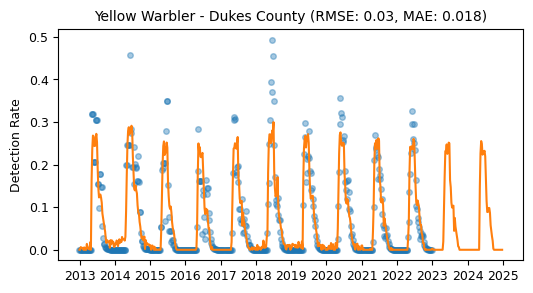 Yellow Warbler - Dukes County (RMSE: 0.03, MAE: 0.018)
Detection Rate
0.5
0.4
0.3
0.2
0.1
0.0
2013 2014 2015 2016 2017 2018 2019 2020 2021 2022 2023 2024 2025